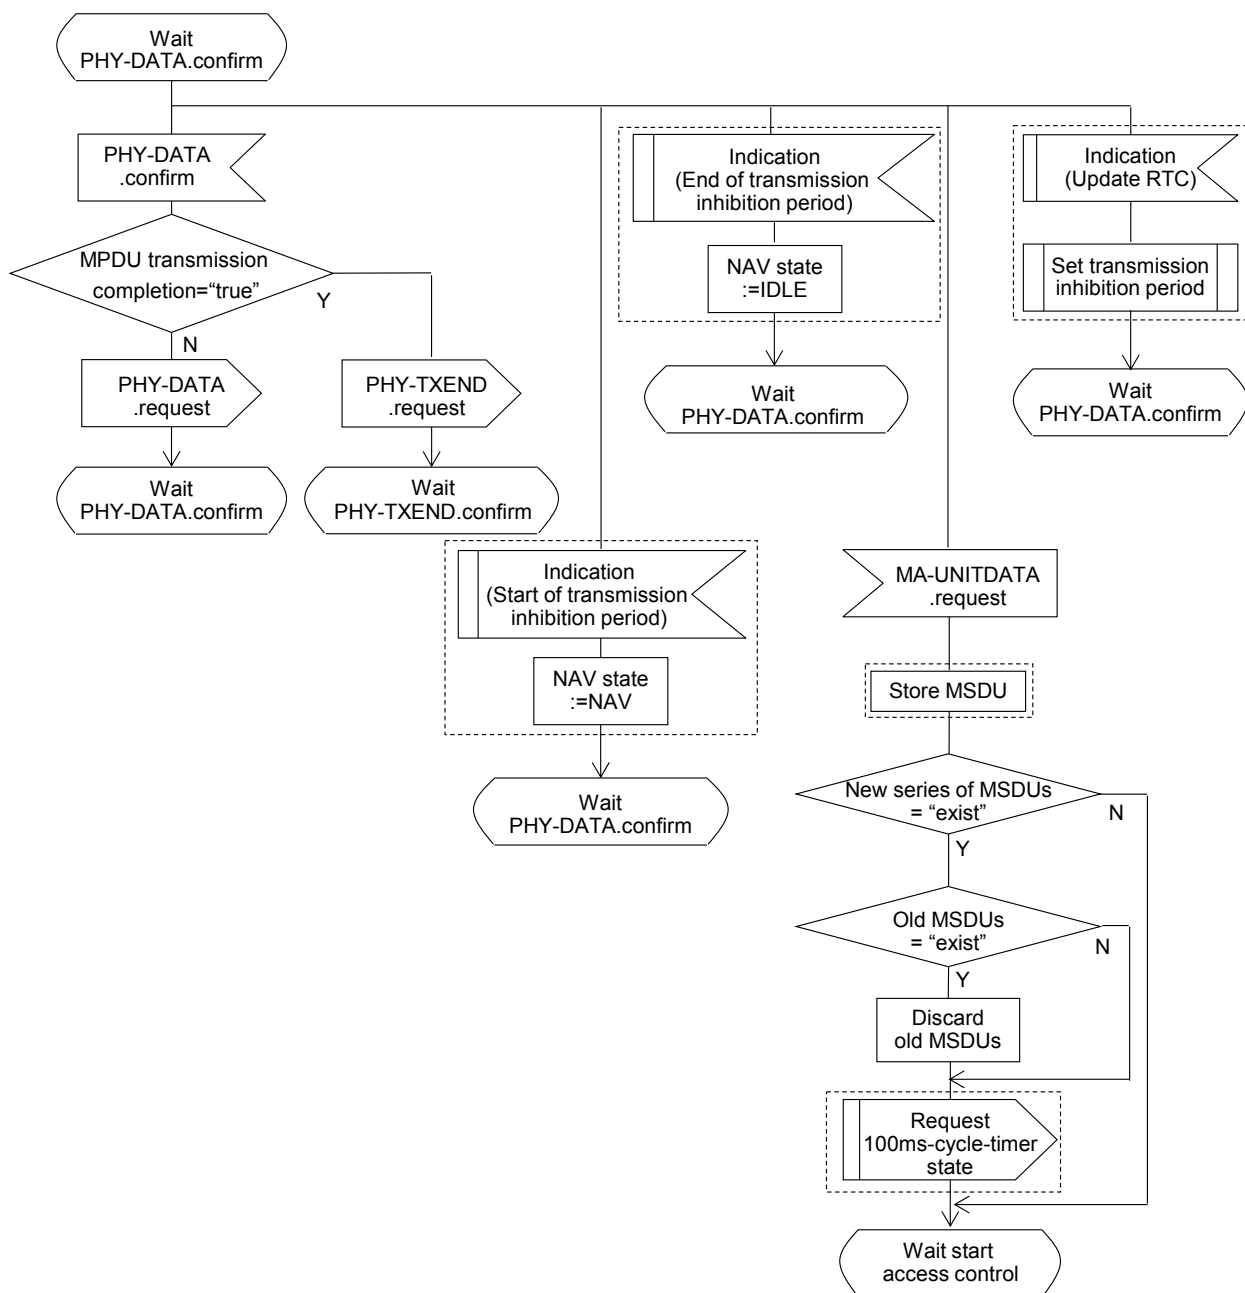 Wait
PHY-DATA.confirm
PHY-DATA
.confirm
MPDU transmission
completion=“true”
Y
N
PHY-DATA
.request
PHY-TXEND
.request
Wait
PHY-DATA.confirm
Wait
PHY-TXEND.confirm
Indication
(Start of transmission
inhibition period)
NAV state
:=NAV
Wait
PHY-DATA.confirm
Indication
(End of transmission
inhibition period)
NAV state
:=IDLE
Wait
PHY-DATA.confirm
MA-UNITDATA
.request
Store MSDU
New series of MSDUs
= “exist”
N
Y
Old MSDUs
= “exist”
N
Y
Discard
old MSDUs
Request
100ms-cycle-timer
state
Wait start
access control
Indication
(Update RTC)
Set transmission
inhibition period
Wait
PHY-DATA.confirm